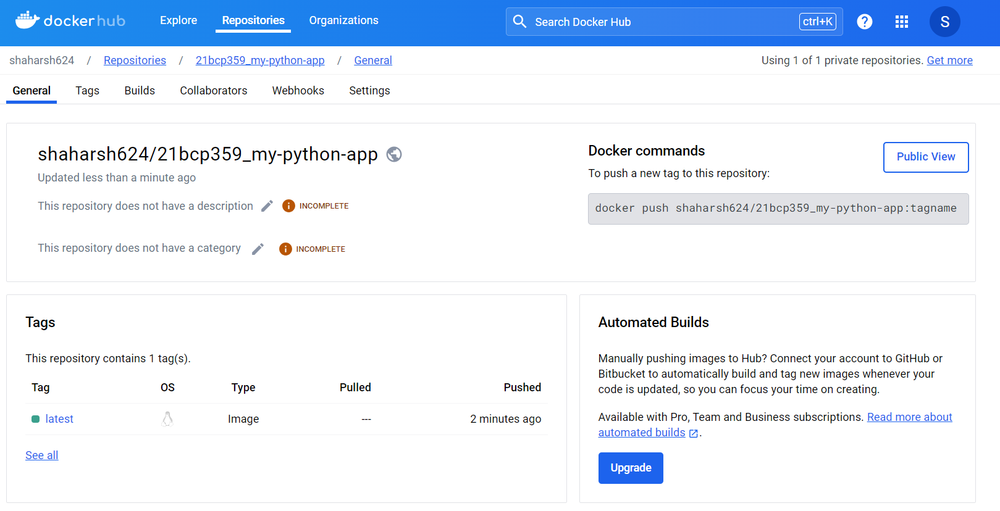 docker hub Explore Repositories Organizations Search Docker Hub ctrl+K ? S
shaharsh624 / Repositories / 21bcp359_my-python-app / General Using 1 of 1 private repositories. Get more
General Tags Builds Collaborators Webhooks Settings
shaharsh624/21bcp359_my-python-app
Updated less than a minute ago
This repository does not have a description INCOMPLETE
This repository does not have a category INCOMPLETE
Docker commands
Public View
To push a new tag to this repository:
docker push shaharsh624/21bcp359_my-python-app:tagname
Tags
This repository contains 1 tag(s).
Tag OS Type Pulled Pushed
latest Image --- 2 minutes ago
See all
Automated Builds
Manually pushing images to Hub? Connect your account to GitHub or
Bitbucket to automatically build and tag new images whenever your
code is updated, so you can focus your time on creating.
Available with Pro, Team and Business subscriptions. Read more about
automated builds .
Upgrade